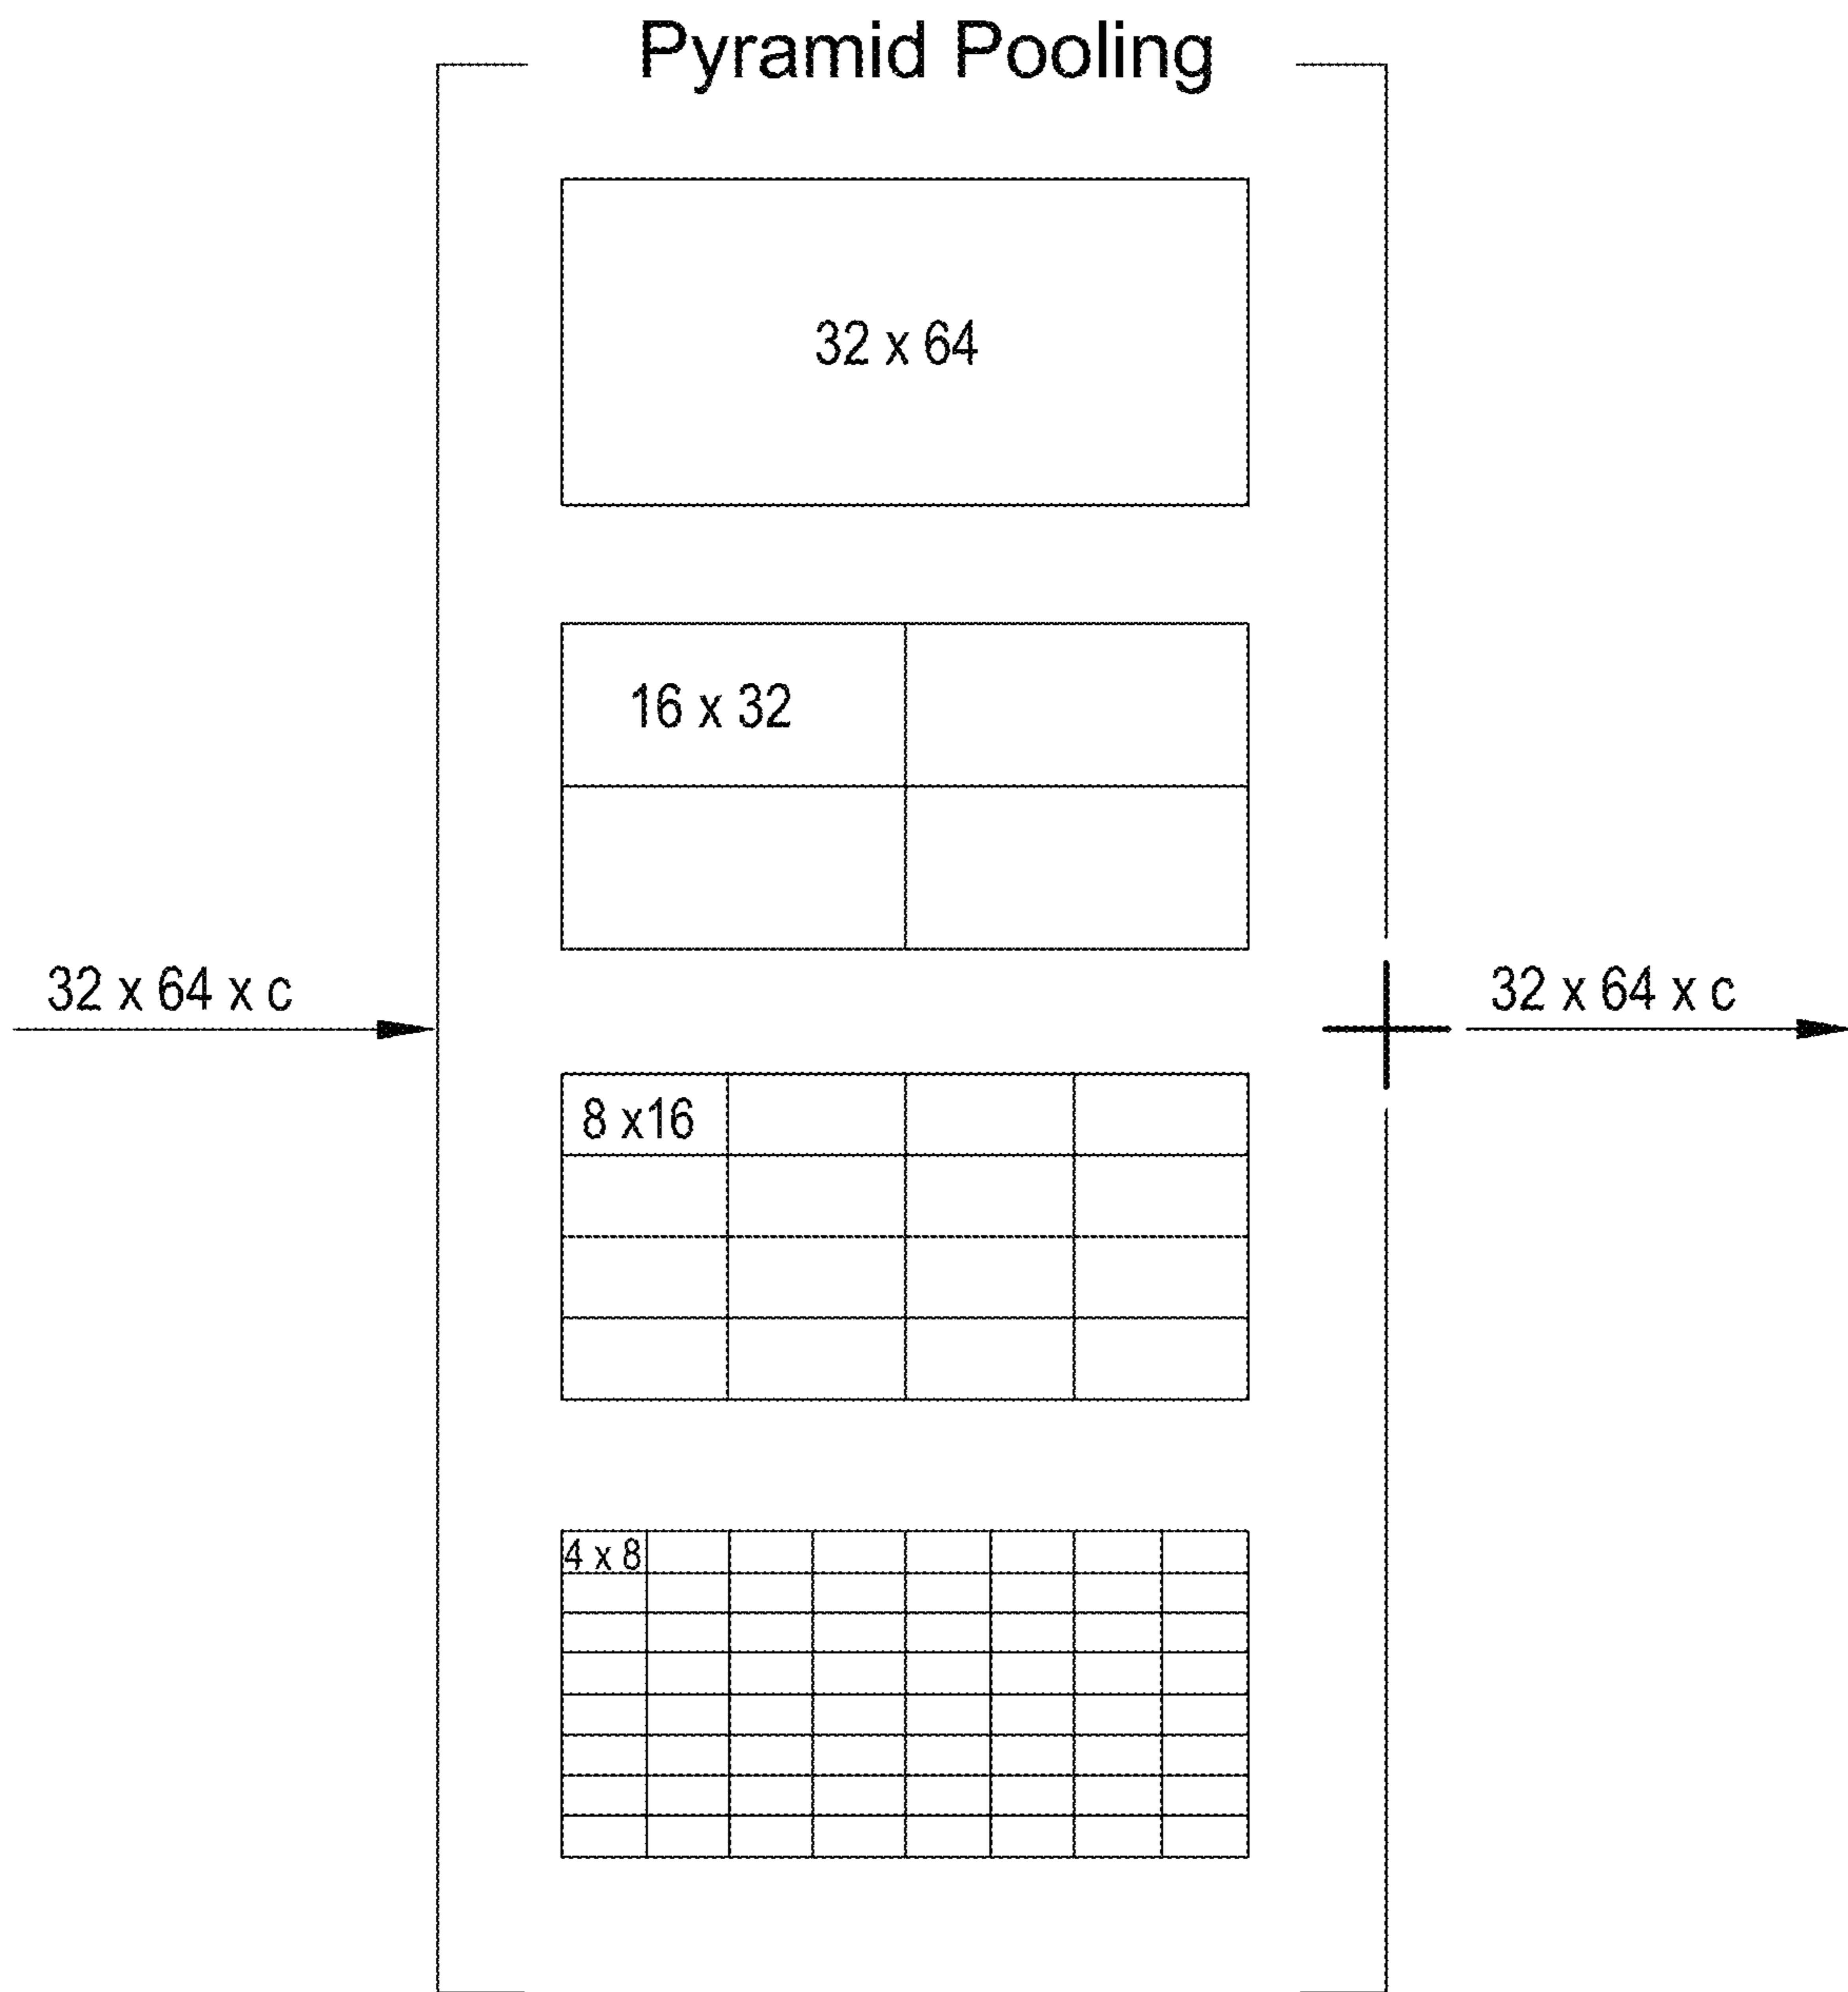 Pyramid Pooling
32 x 64
16 x 32
32 x 64 x c
32 x 64 x c
8 x16
4 x 8